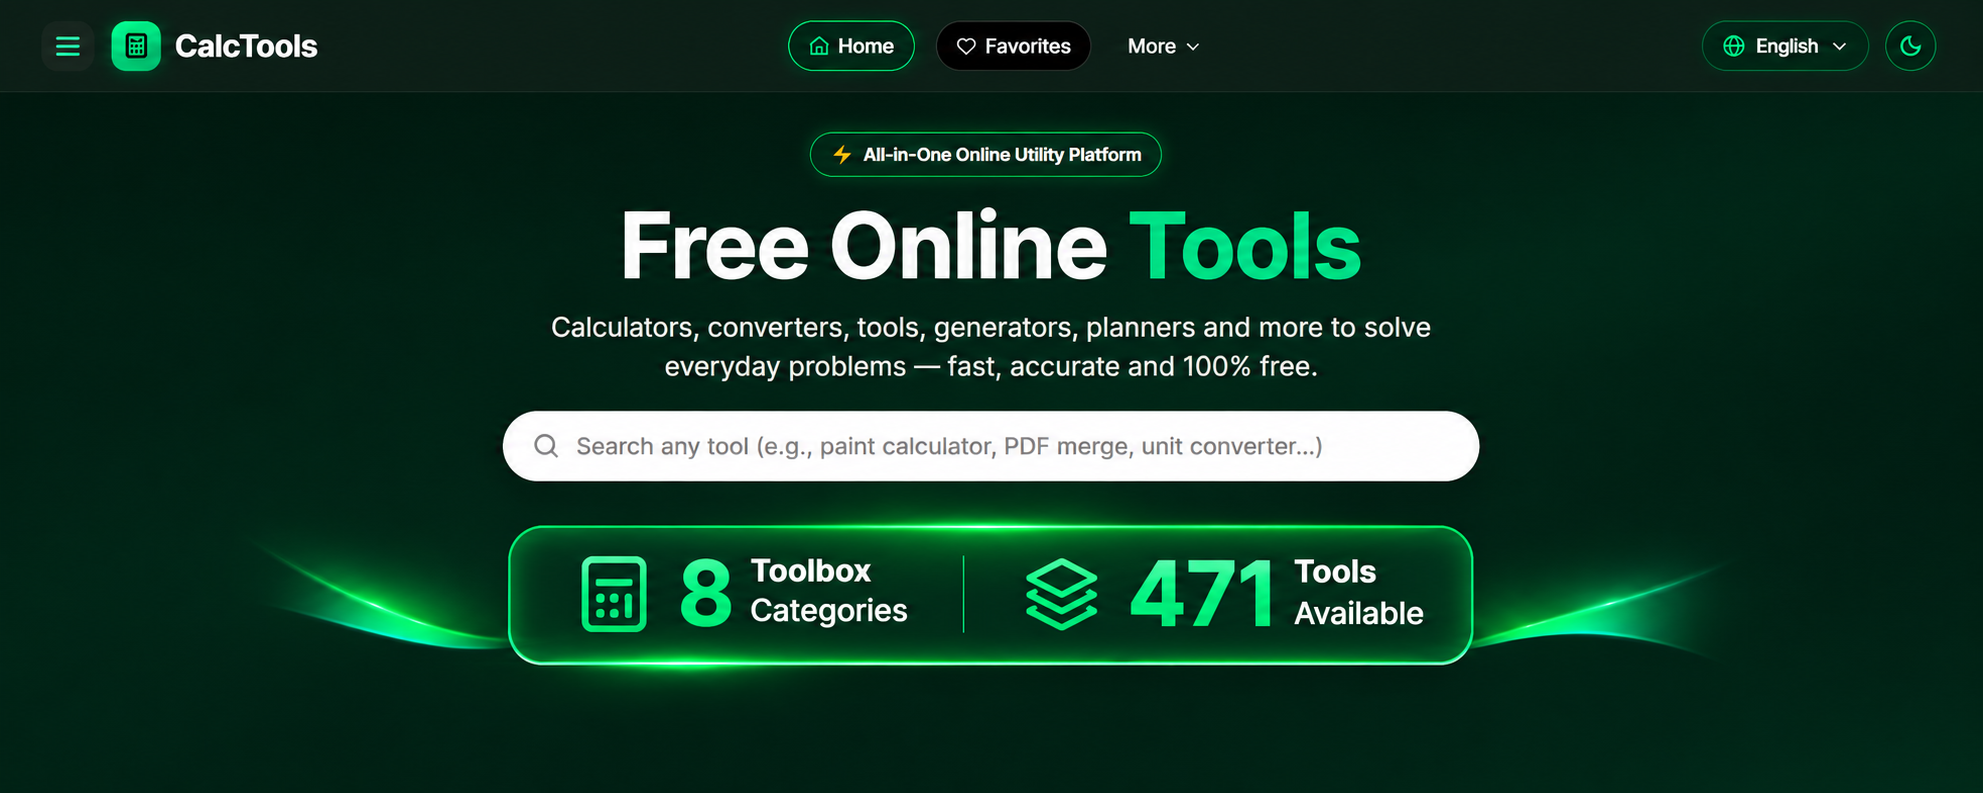 CalcTools
Home
Favorites
More
English
All-in-One Online Utility Platform
Free Online Tools
Calculators, converters, tools, generators, planners and more to solve
everyday problems — fast, accurate and 100% free.
Search any tool (e.g., paint calculator, PDF merge, unit converter...)
8 Toolbox
Categories
471 Tools
Available